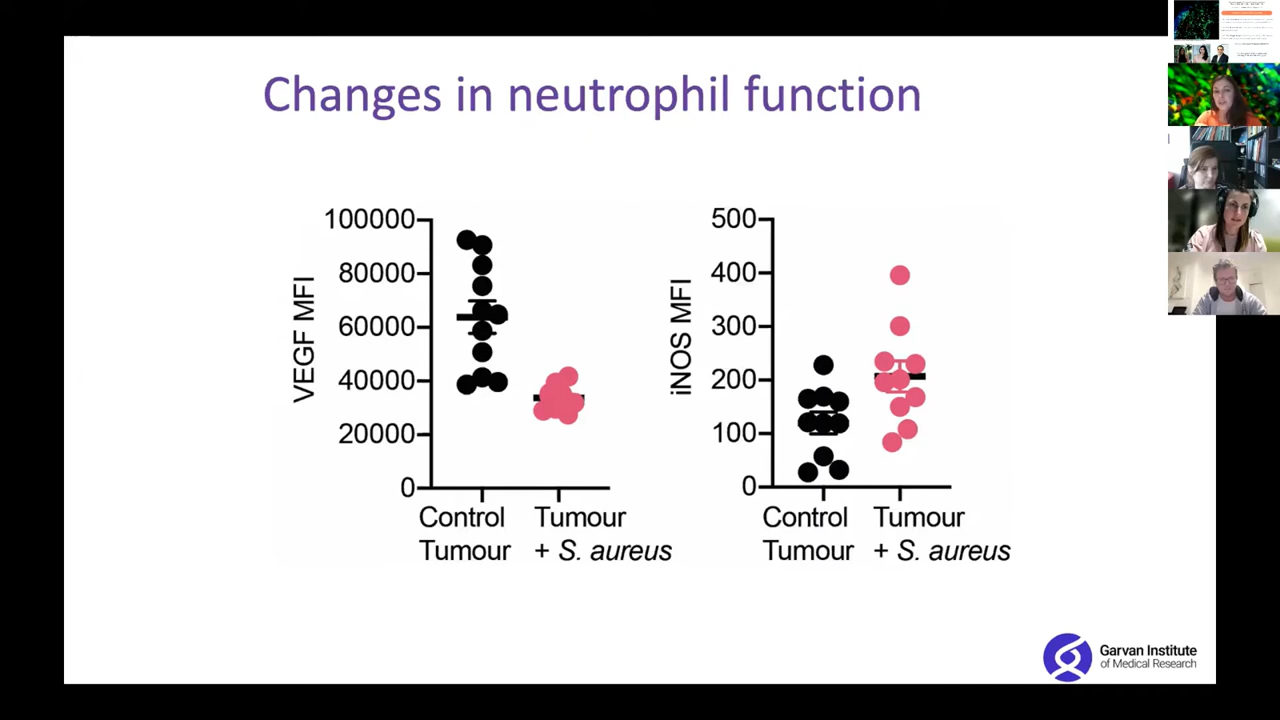 Changes in neutrophil function
VEGF MFI
100000
80000
60000
40000
20000
0
Control
Tumour
Tumour
+ S. aureus
iNOS MFI
500
400
300
200
100
0
Control
Tumour
Tumour
+ S. aureus
Garvan Institute
of Medical Research